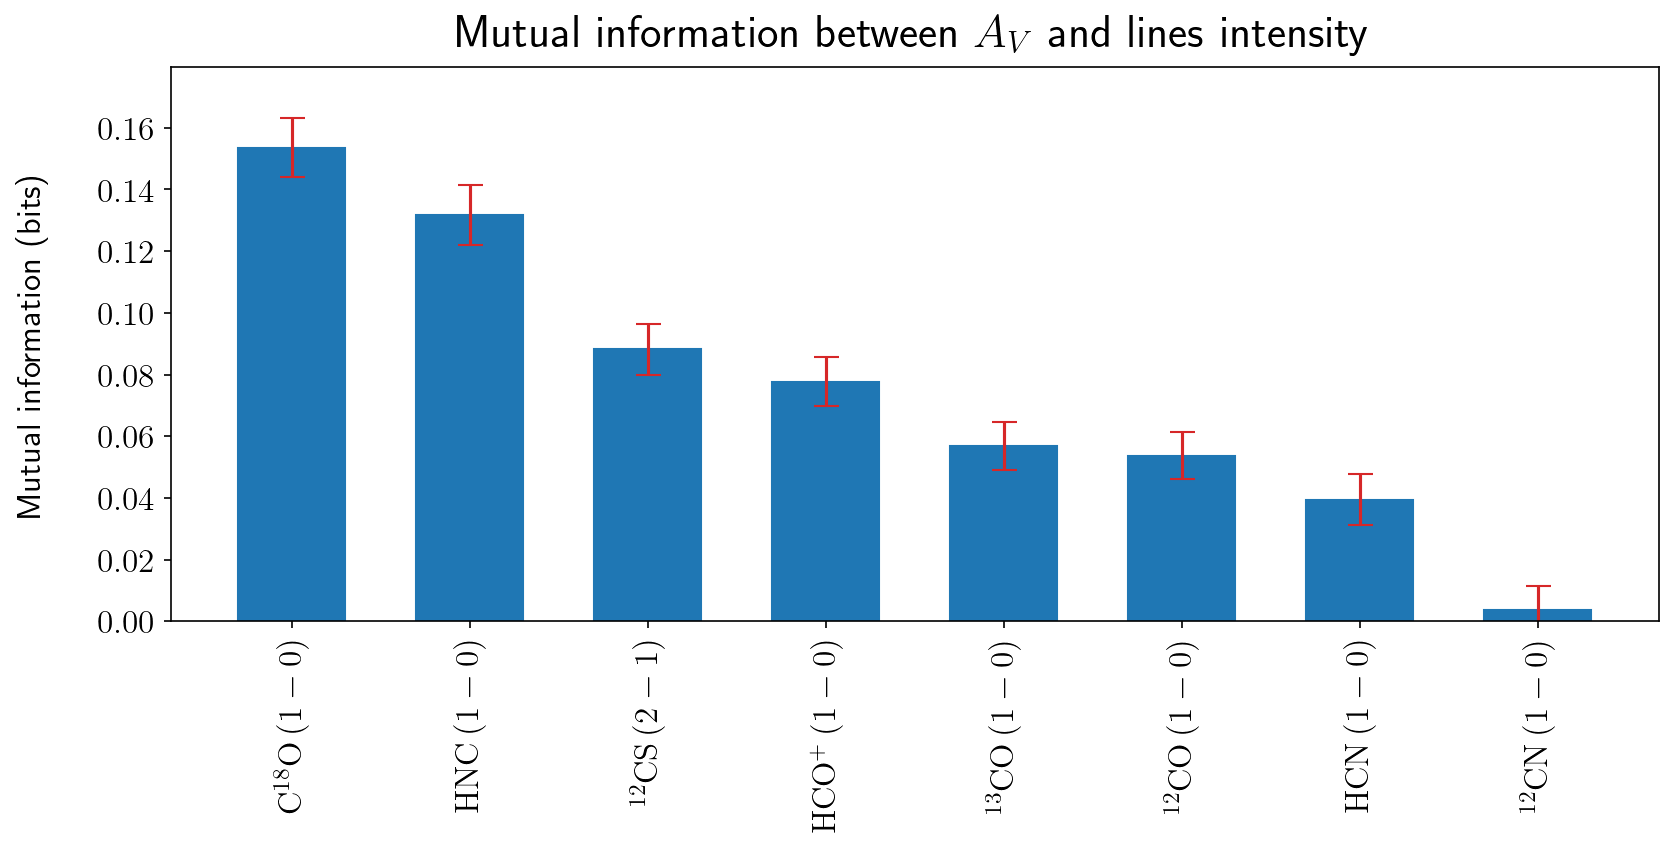 Mutual information between $A_V$ and lines intensity
Mutual information (bits)
0.16
0.14
0.12
0.10
0.08
0.06
0.04
0.02
0.00
C¹⁸O (1 − 0)
HNC (1 − 0)
¹²CS (2 − 1)
HCO⁺ (1 − 0)
¹³CO (1 − 0)
¹²CO (1 − 0)
HCN (1 − 0)
¹²CN (1 − 0)